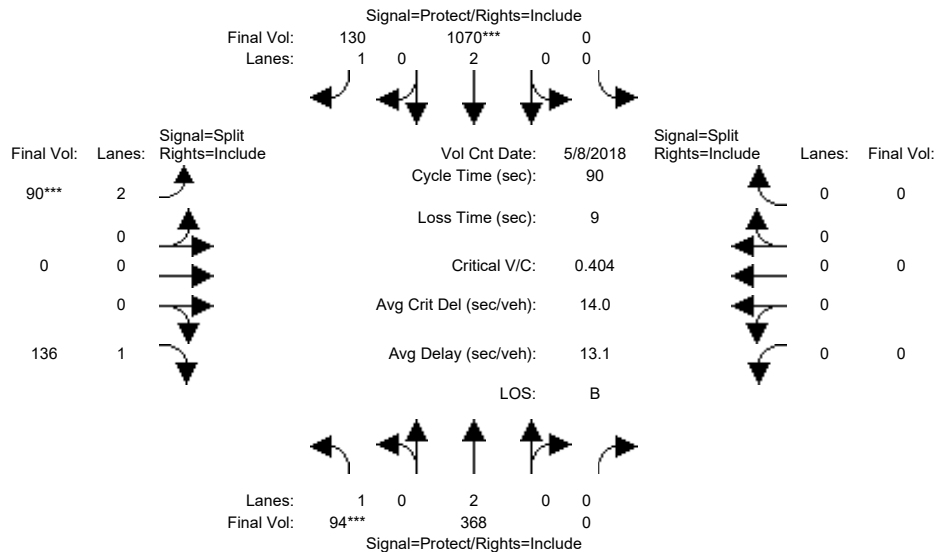 Signal=Protect/Rights=Include
Final Vol: 130 1070*** 0
Lanes: 1 0 2 0 0
Signal=Split Signal=Split
Final Vol: Lanes: Rights=Include Vol Cnt Date: 5/8/2018 Rights=Include Lanes: Final Vol:
90*** 2 Cycle Time (sec): 90 0 0
0 Loss Time (sec): 9 0
0 0 Critical V/C: 0.404 0 0
0 Avg Crit Del (sec/veh): 14.0 0
136 1 Avg Delay (sec/veh): 13.1 0 0
LOS: B
Lanes: 1 0 2 0 0
Final Vol: 94*** 368 0
Signal=Protect/Rights=Include